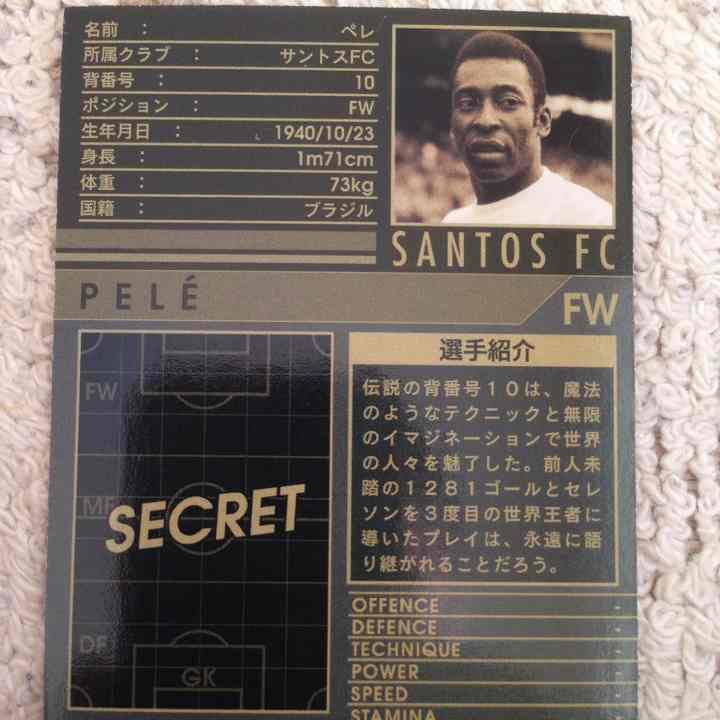 名前 : ペレ
所属クラブ : サントスFC
背番号 : 10
ポジション : FW
生年月日 : 1940/10/23
身長 : 1m71cm
体重 : 73kg
国籍 : ブラジル
SANTOS FC
PELÉ
FW
選手紹介
伝説の背番号10は、魔法
のようなテクニックと無限
のイマジネーションで世界
の人々を魅了した。前人未
踏の1281ゴールとセレ
ソンを3度目の世界王者に
導いたプレイは、永遠に語
り継がれることだろう。
FW
MF
SECRET
DF
GK
OFFENCE -
DEFENCE -
TECHNIQUE -
POWER -
SPEED -
STAMINA